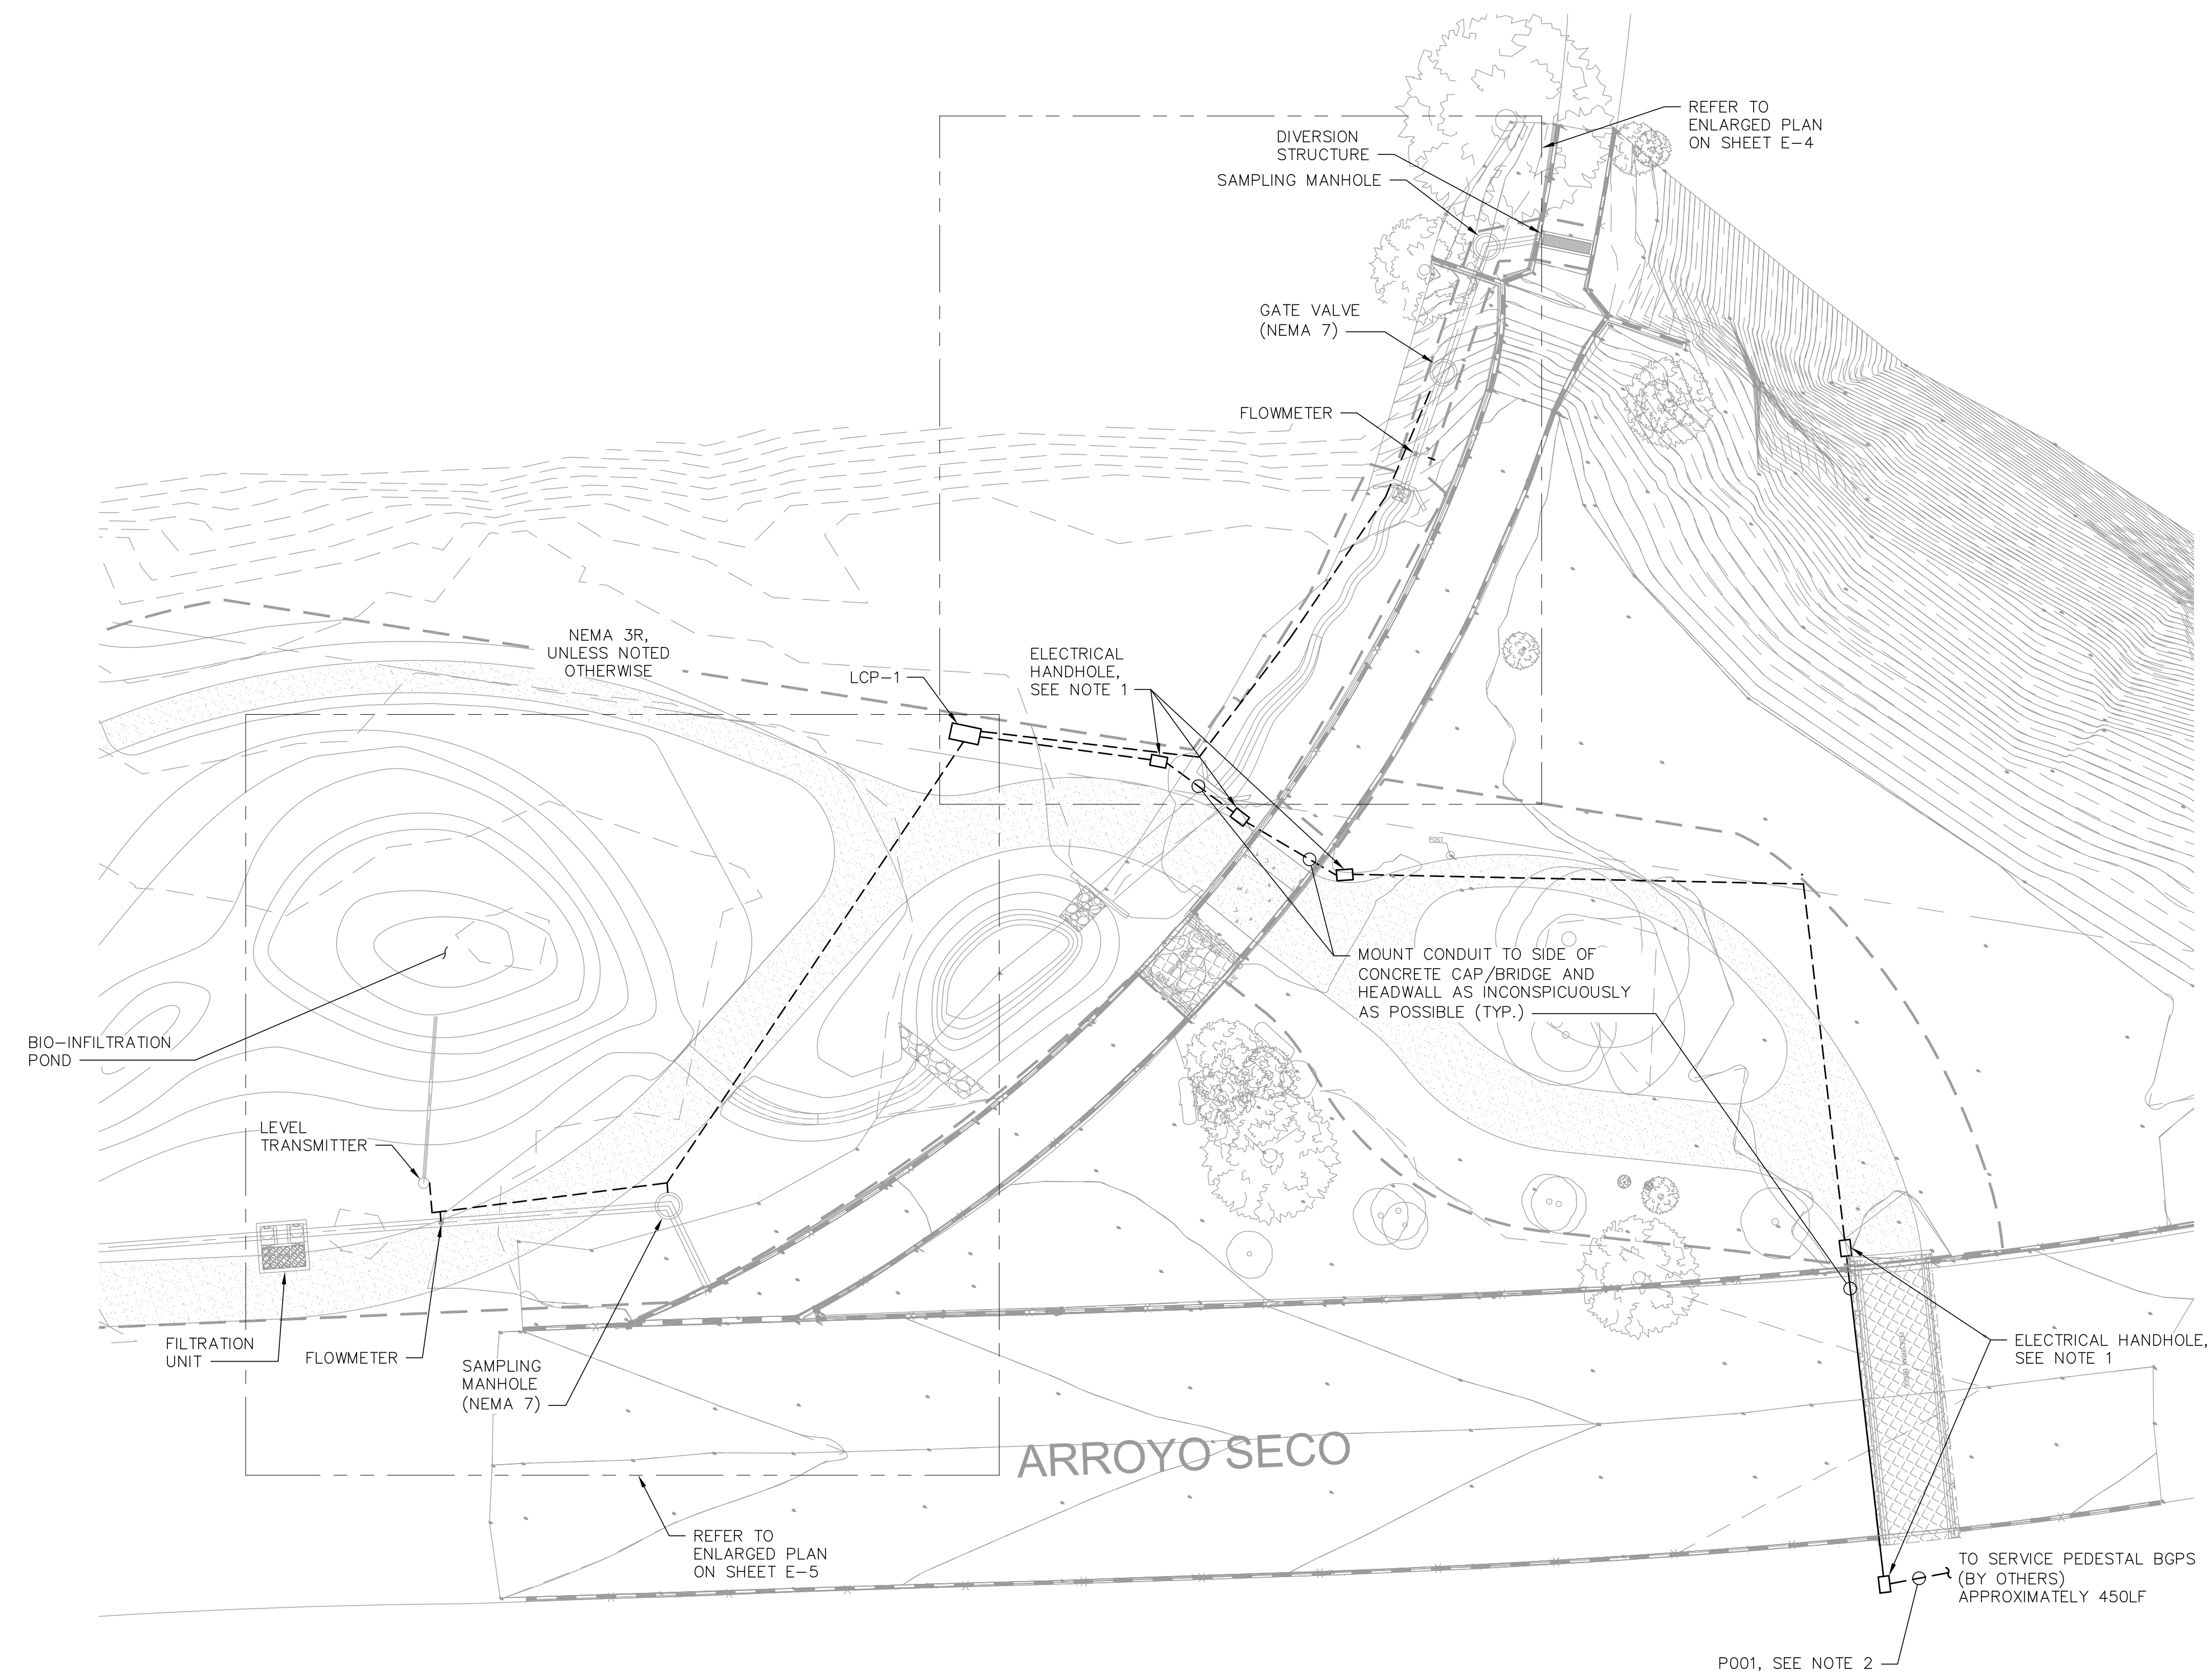 REFER TO
ENLARGED PLAN
ON SHEET E-4
DIVERSION
STRUCTURE
SAMPLING MANHOLE
GATE VALVE
(NEMA 7)
FLOWMETER
NEMA 3R,
UNLESS NOTED
OTHERWISE
LCP-1
ELECTRICAL
HANDHOLE,
SEE NOTE 1
POST
MOUNT CONDUIT TO SIDE OF
CONCRETE CAP/BRIDGE AND
HEADWALL AS INCONSPICUOUSLY
AS POSSIBLE (TYP.)
BIO-INFILTRATION
POND
LEVEL
TRANSMITTER
FILTRATION
UNIT
FLOWMETER
SAMPLING
MANHOLE
(NEMA 7)
ELECTRICAL HANDHOLE,
SEE NOTE 1
ARROYO SECO
REFER TO
ENLARGED PLAN
ON SHEET E-5
TO SERVICE PEDESTAL BGPS
(BY OTHERS)
APPROXIMATELY 450LF
P001, SEE NOTE 2